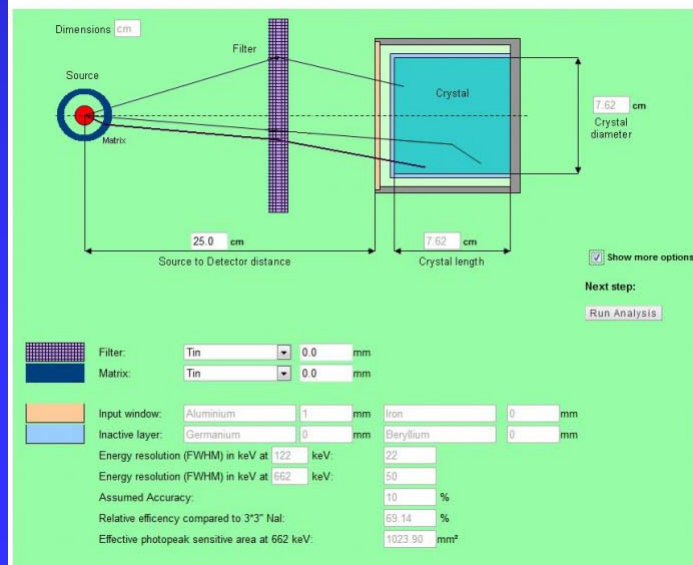 Dimensions cm
Filter
Source
Crystal
7.62 cm
Crystal
diameter
Matrix
25.0 cm
7.62 cm
Source to Detector distance
Crystal length
Show more options
Next step:
Run Analysis
Filter: Tin 0.0 mm
Matrix: Tin 0.0 mm
Input window: Aluminium 1 mm Iron 0 mm
Inactive layer: Germanium 0 mm Beryllium 0 mm
Energy resolution (FWHM) in keV at 122 keV: 22
Energy resolution (FWHM) in keV at 662 keV: 50
Assumed Accuracy: 10 %
Relative efficency compared to 3*3" NaI: 69.14 %
Effective photopeak sensitive area at 662 keV: 1023.90 mm²